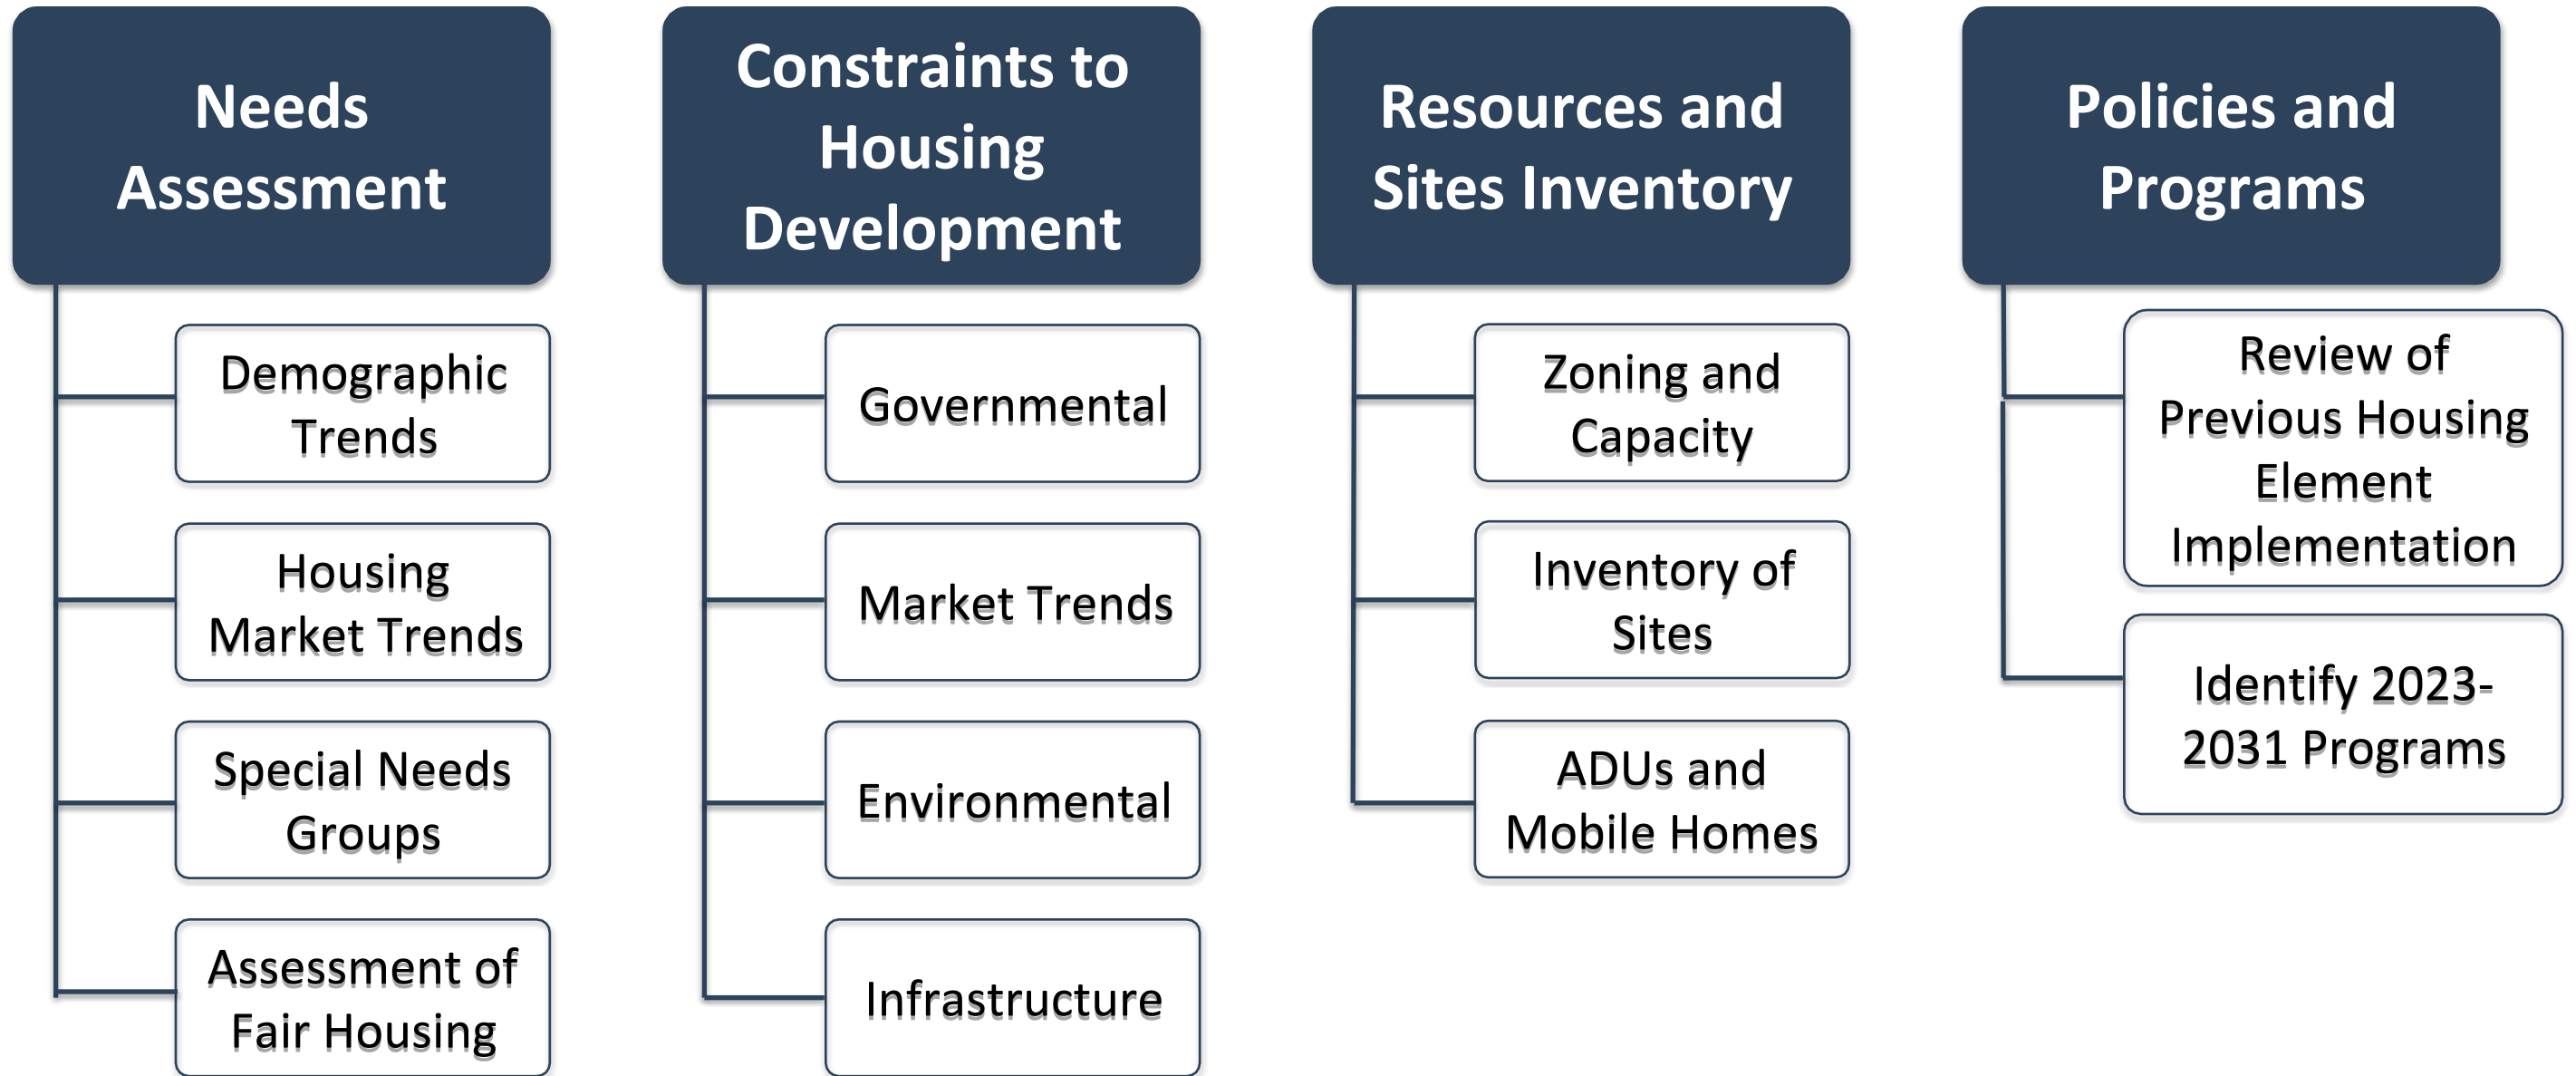 Needs
Assessment
Demographic
Trends
Housing
Market Trends
Special Needs
Groups
Assessment of
Fair Housing
Constraints to
Housing
Development
Governmental
Market Trends
Environmental
Infrastructure
Resources and
Sites Inventory
Zoning and
Capacity
Inventory of
Sites
ADUs and
Mobile Homes
Policies and
Programs
Review of
Previous Housing
Element
Implementation
Identify 2023-
2031 Programs